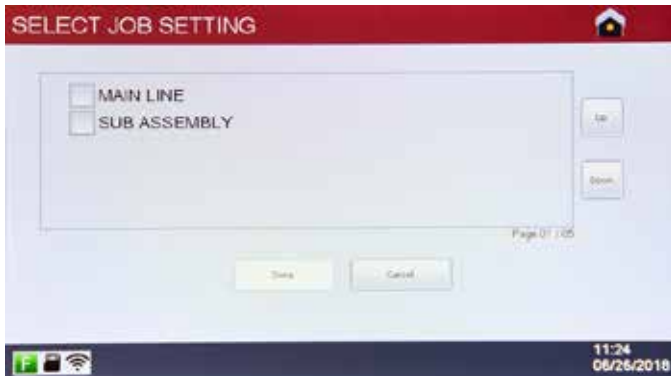 SELECT JOB SETTING
MAIN LINE
SUB ASSEMBLY
Up
Down
Page 01 / 05
Done
Cancel
F
11:24
06/26/2018